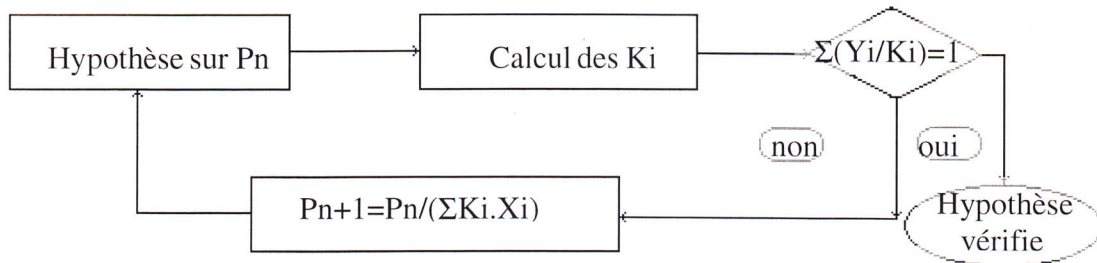 Hypothèse sur Pn
Calcul des Ki
Σ(Yi/Ki)=1
non
oui
Pn+1=Pn/(ΣKi.Xi)
Hypothèse
vérifie